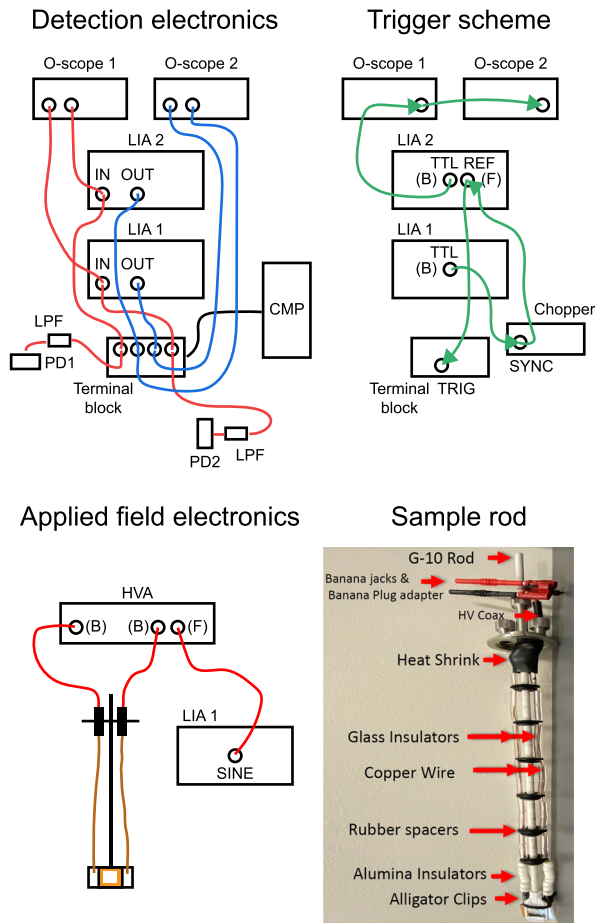 Detection electronics
O-scope 1
O-scope 2
LIA 2
IN OUT
LIA 1
IN OUT
CMP
LPF
PD1
Terminal
block
PD2
LPF
Trigger scheme
O-scope 1
O-scope 2
LIA 2
TTL REF
(B) (F)
LIA 1
TTL
(B)
Chopper
SYNC
Terminal TRIG
block
Applied field electronics
HVA
(B) (B) (F)
LIA 1
SINE
Sample rod
G-10 Rod
Banana jacks &
Banana Plug adapter
HV Coax
Heat Shrink
Glass Insulators
Copper Wire
Rubber spacers
Alumina Insulators
Alligator Clips